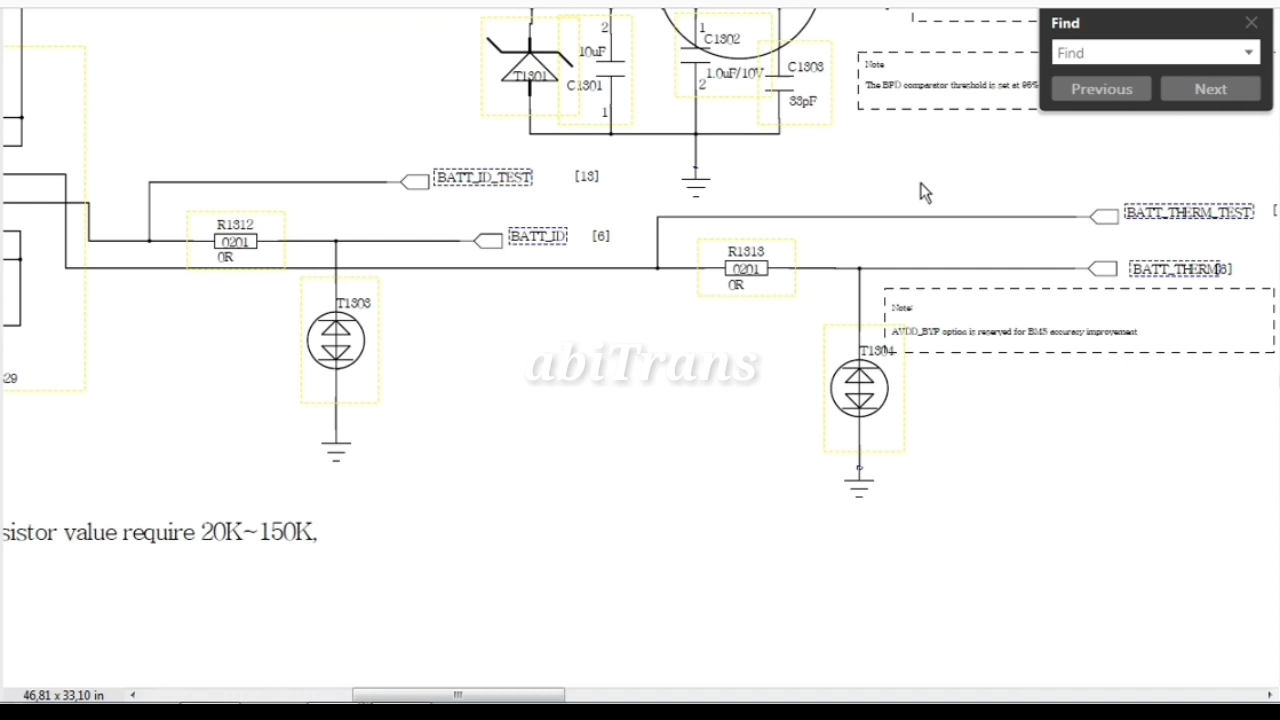 Find
Find
Previous
Next
2
10uF
C1301
1
T1301
1
C1302
1.0uF/10V
2
C1303
33pF
Note
The BPD comparator threshold is set at 95%
BATT_ID_TEST
[13]
BATT_THERM_TEST
[
R1312
0201
0R
BATT_ID
[6]
R1313
0201
0R
BATT_THERM
[6]
T1303
Note:
AVDD_BYP option is reserved for BMS accuracy improvement
T1304
abiTrans
29
sistor value require 20K~150K,
46,81 x 33,10 in